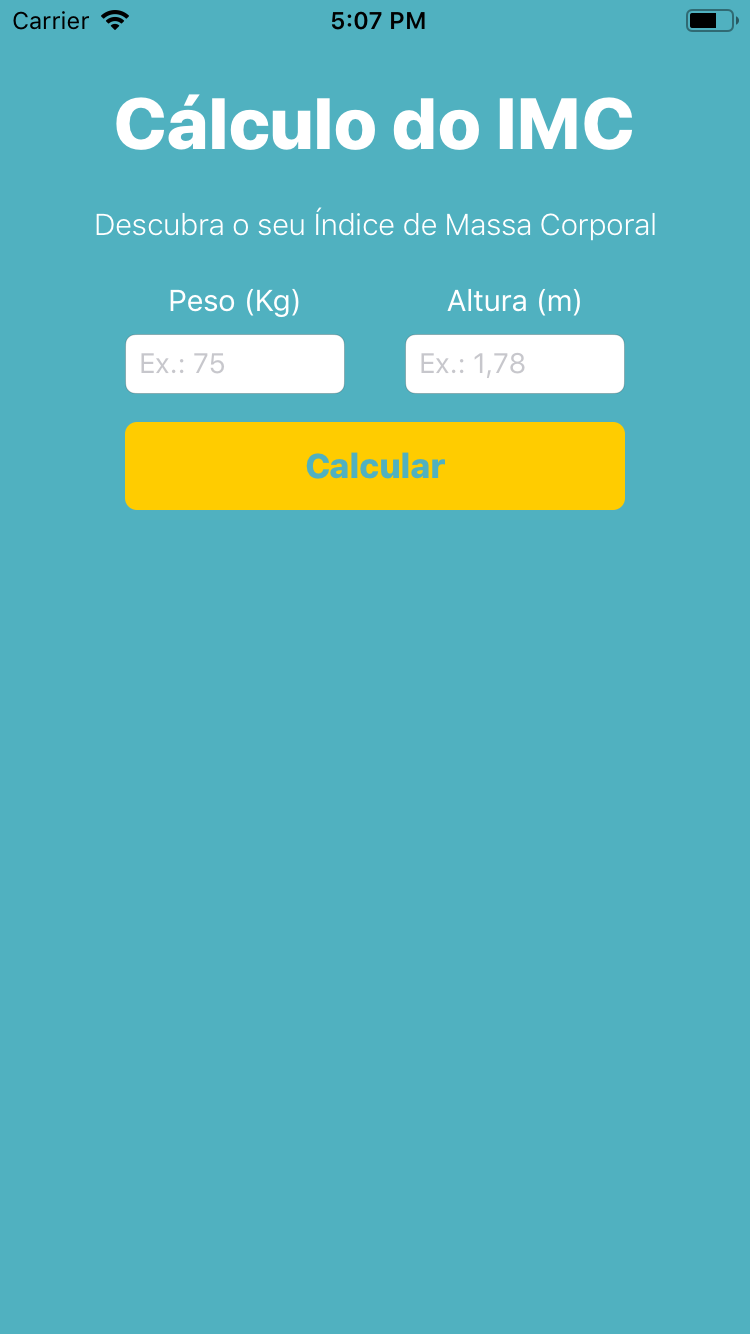 Carrier 5:07 PM
Cálculo do IMC
Descubra o seu Índice de Massa Corporal
Peso (Kg) Altura (m)
Ex.: 75 Ex.: 1,78
Calcular